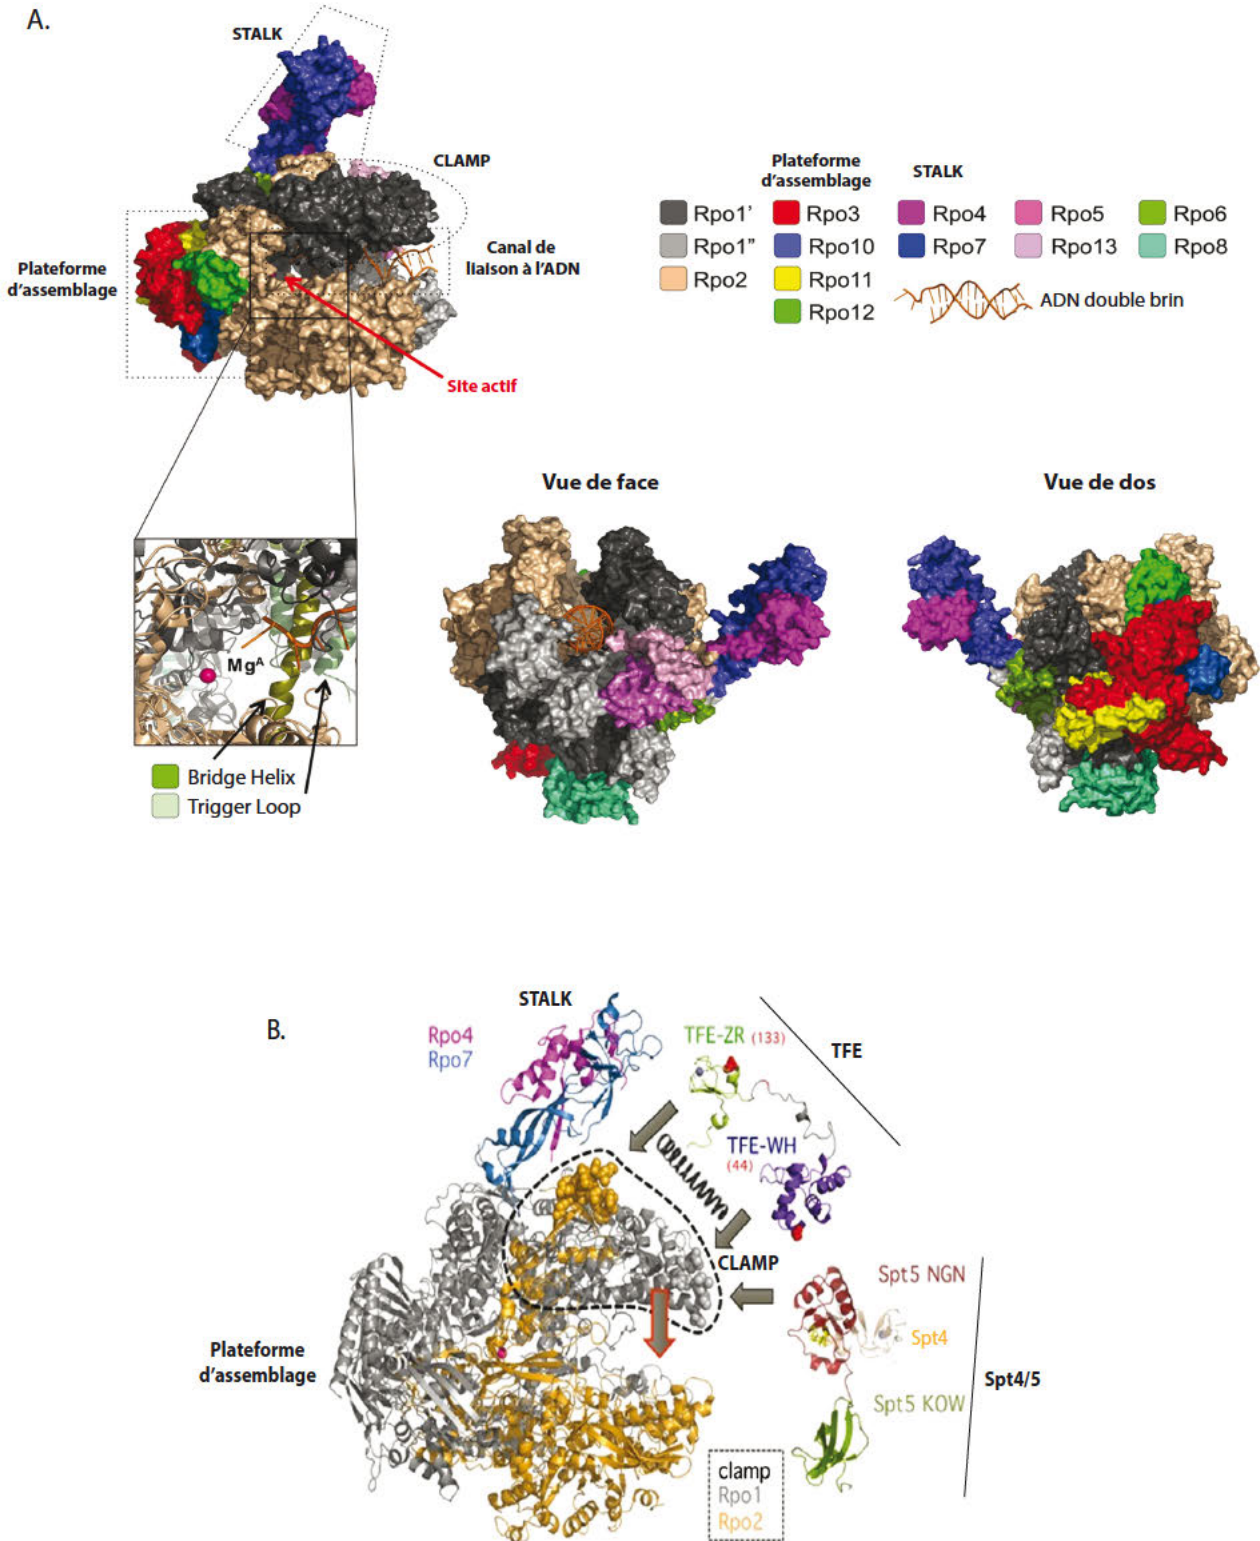 A.
STALK
CLAMP
Plateforme
d'assemblage
Canal de
liaison à l'ADN
Site actif
Plateforme
d'assemblage
STALK
Rpo1'
Rpo3
Rpo4
Rpo5
Rpo6
Rpo1"
Rpo10
Rpo7
Rpo13
Rpo8
Rpo2
Rpo11
ADN double brin
Rpo12
Vue de face
Vue de dos
Mg^A
Bridge Helix
Trigger Loop
B.
STALK
Rpo4
Rpo7
TFE-ZR (133)
TFE
TFE-WH
(44)
CLAMP
Spt5 NGN
Spt4
Spt4/5
Spt5 KOW
Plateforme
d'assemblage
clamp
Rpo1
Rpo2